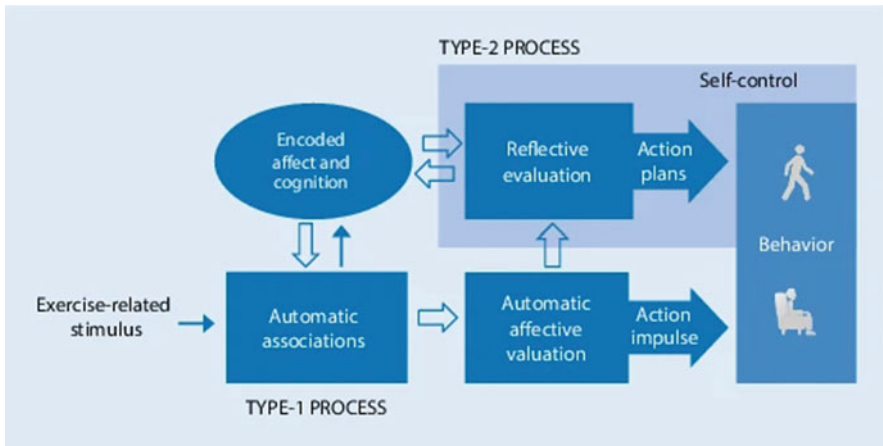 TYPE-2 PROCESS
Self-control
Encoded
affect and
cognition
Reflective
evaluation
Action
plans
Behavior
Exercise-related
stimulus
Automatic
associations
Automatic
affective
valuation
Action
impulse
TYPE-1 PROCESS